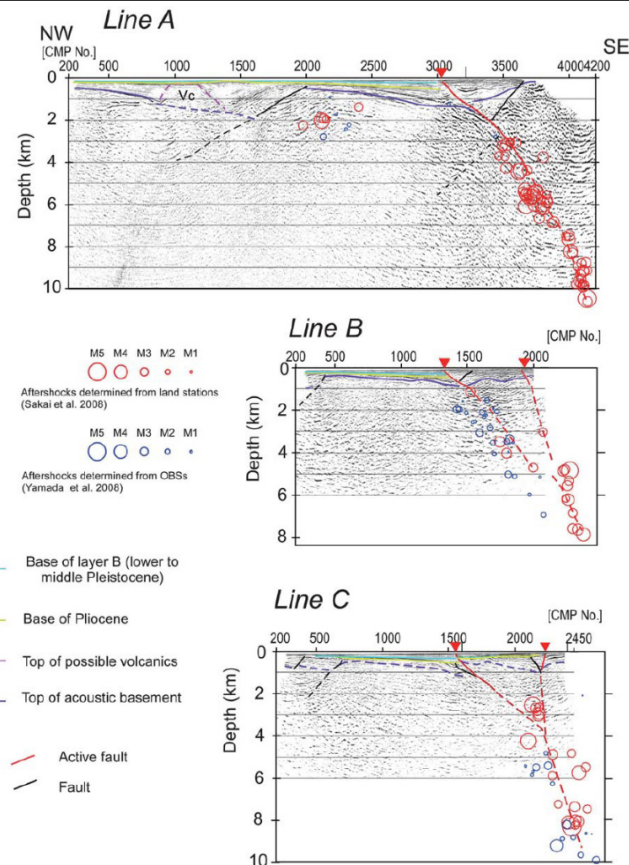 Line A
NW
SE
[CMP No.]
200 500 1000 1500 2000 2500 3000 3500 40004200
Depth (km)
0
2
4
6
8
10
Vc
M5 M4 M3 M2 M1
Aftershocks determined from land stations
(Sakai et al. 2008)
M5 M4 M3 M2 M1
Aftershocks determined from OBSs
(Yamada et al. 2008)
Line B
[CMP No.]
200 500 1000 1500 2000
Depth (km)
0
2
4
6
8
Base of layer B (lower to
middle Pleistocene)
Base of Pliocene
Top of possible volcanics
Top of acoustic basement
Active fault
Fault
Line C
[CMP No.]
200 500 1000 1500 2000 2450
Depth (km)
0
2
4
6
8
10